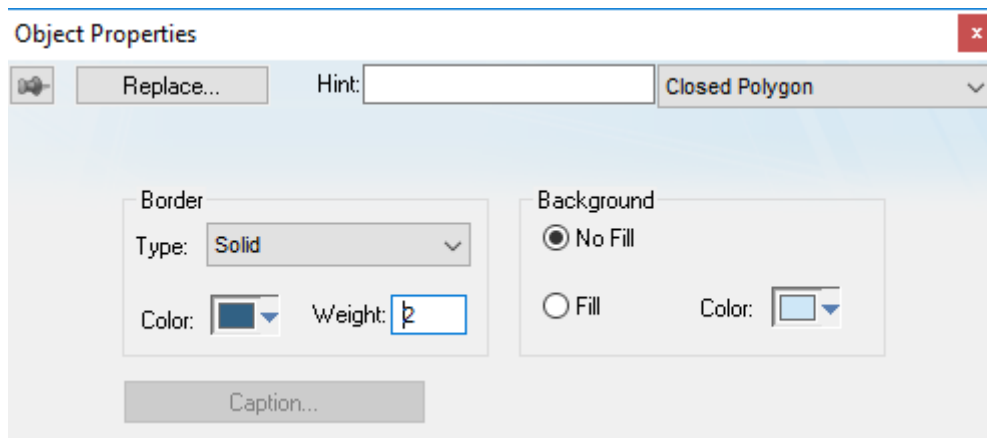 Object Properties
x
Replace... Hint: Closed Polygon
Border
Type: Solid
Color: Weight: 2
Background
No Fill
Fill Color:
Caption...